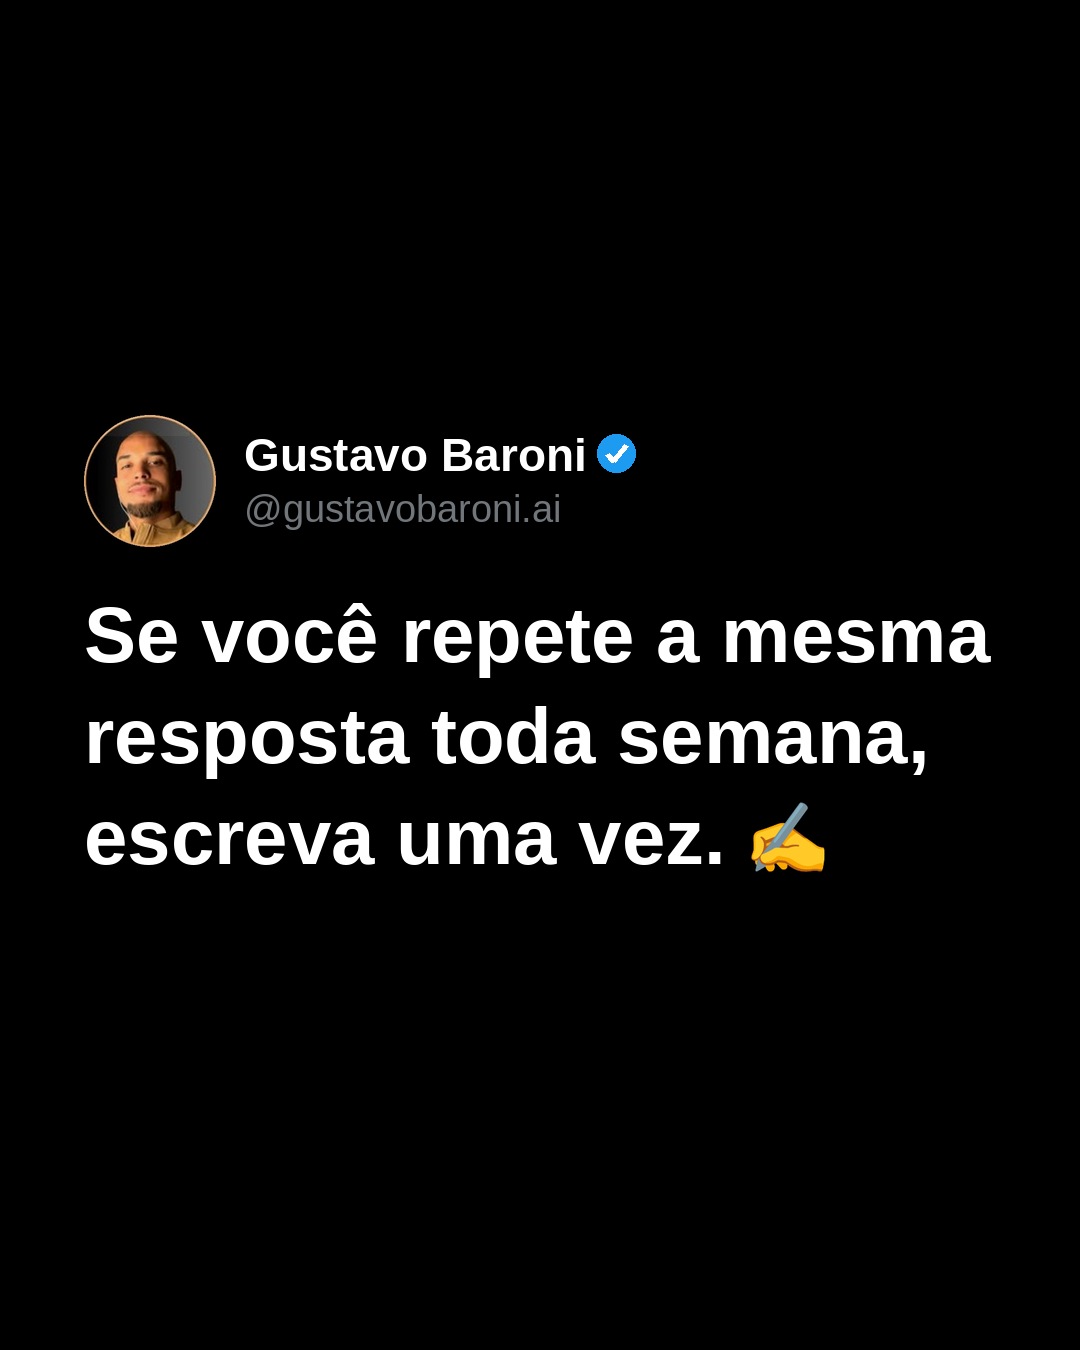 Gustavo Baroni
@gustavobaroni.ai
Se você repete a mesma
resposta toda semana,
escreva uma vez. ✍️